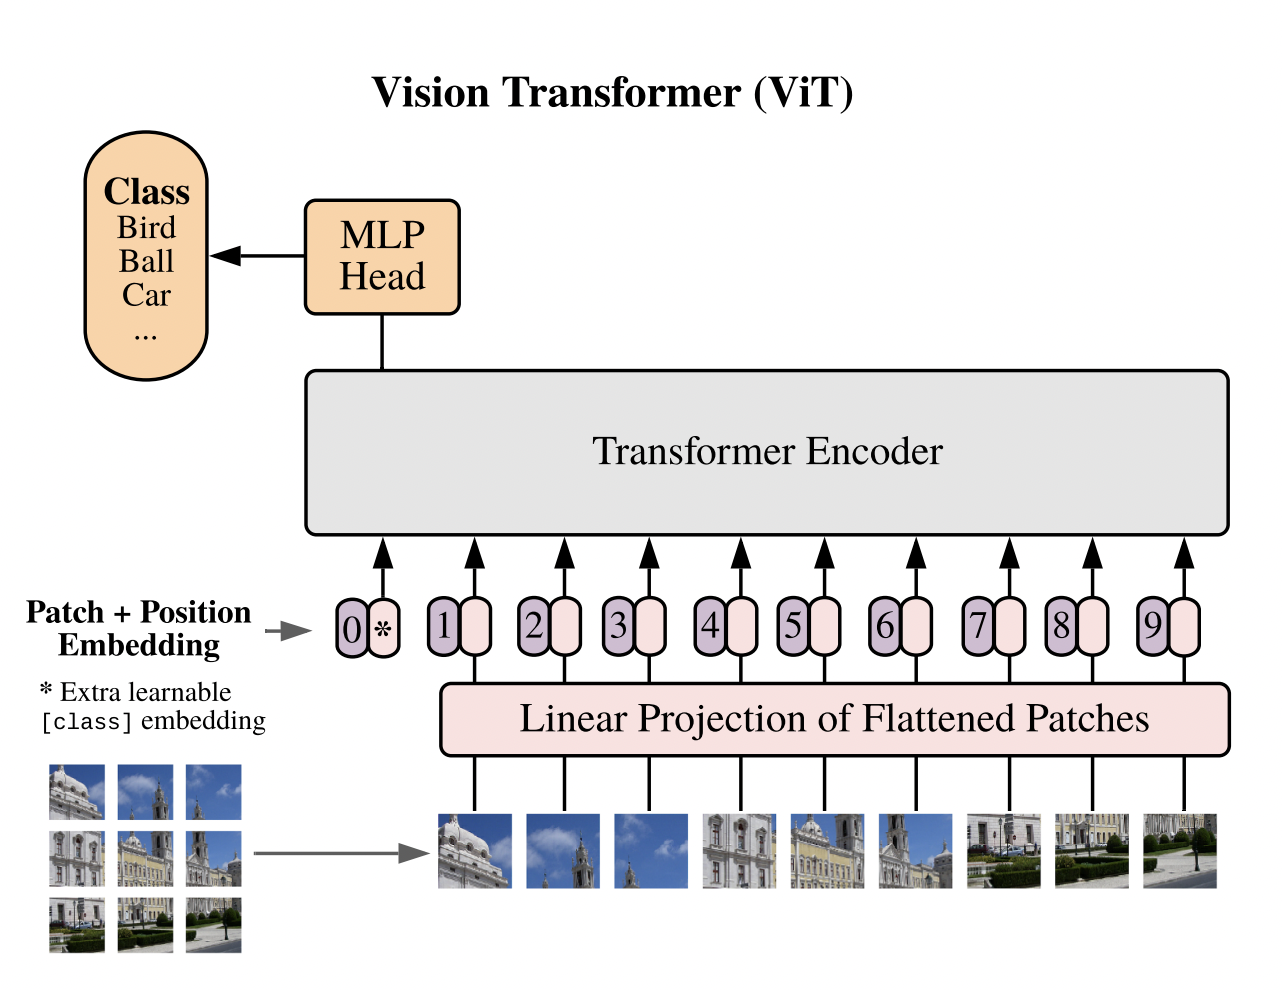 Vision Transformer (ViT)
Class
Bird
Ball
Car
...
MLP
Head
Transformer Encoder
Patch + Position
Embedding
0 * 1 2 3 4 5 6 7 8 9
* Extra learnable
[class] embedding
Linear Projection of Flattened Patches